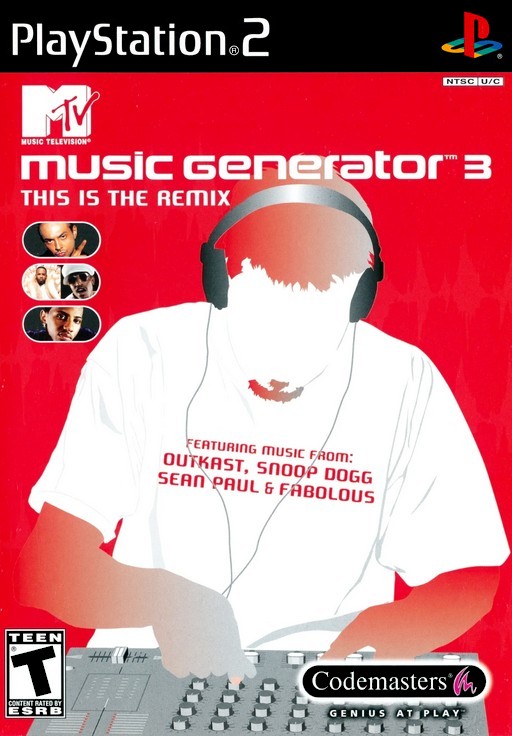 PlayStation®2
NTSC U/C
MTV
MUSIC TELEVISION®
music generator™ 3
THIS IS THE REMIX
FEATURING MUSIC FROM:
OUTKAST, SNOOP DOGG
SEAN PAUL & FABOLOUS
TEEN
T
CONTENT RATED BY
ESRB
Codemasters
GENIUS AT PLAY™